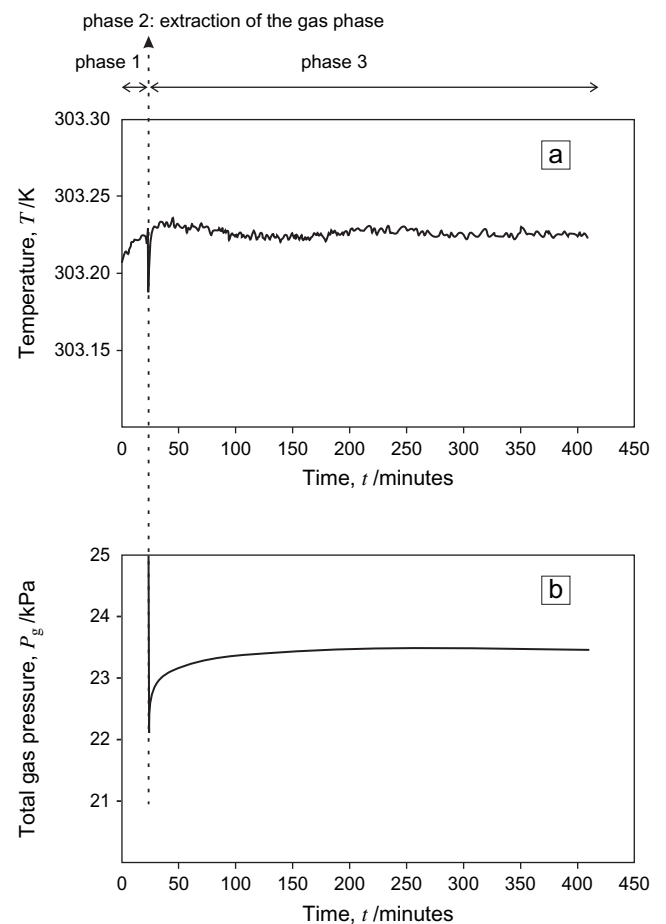 phase 2: extraction of the gas phase
phase 1
phase 3
303.30
303.25
303.20
303.15
Temperature, T /K
a
0 50 100 150 200 250 300 350 400 450
Time, t /minutes
25
24
23
22
21
Total gas pressure, Pg /kPa
b
0 50 100 150 200 250 300 350 400 450
Time, t /minutes